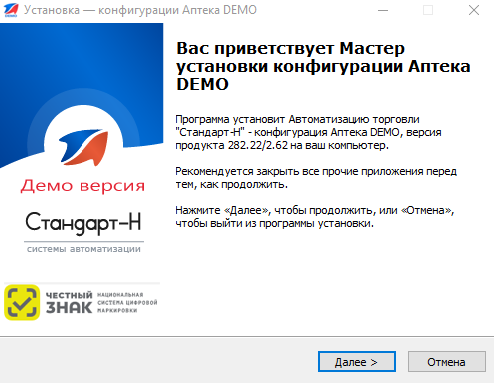 Установка — конфигурации Аптека DEMO
Вас приветствует Мастер
установки конфигурации Аптека
DEMO
Программа установит Автоматизацию торговли
"Стандарт-Н" - конфигурация Аптека DEMO, версия
продукта 282.22/2.62 на ваш компьютер.
Рекомендуется закрыть все прочие приложения перед
тем, как продолжить.
Нажмите «Далее», чтобы продолжить, или «Отмена»,
чтобы выйти из программы установки.
Демо версия
Стандарт-Н
системы автоматизации
ЧЕСТНЫЙ
ЗНАК
НАЦИОНАЛЬНАЯ
СИСТЕМА ЦИФРОВОЙ
МАРКИРОВКИ
Далее >
Отмена